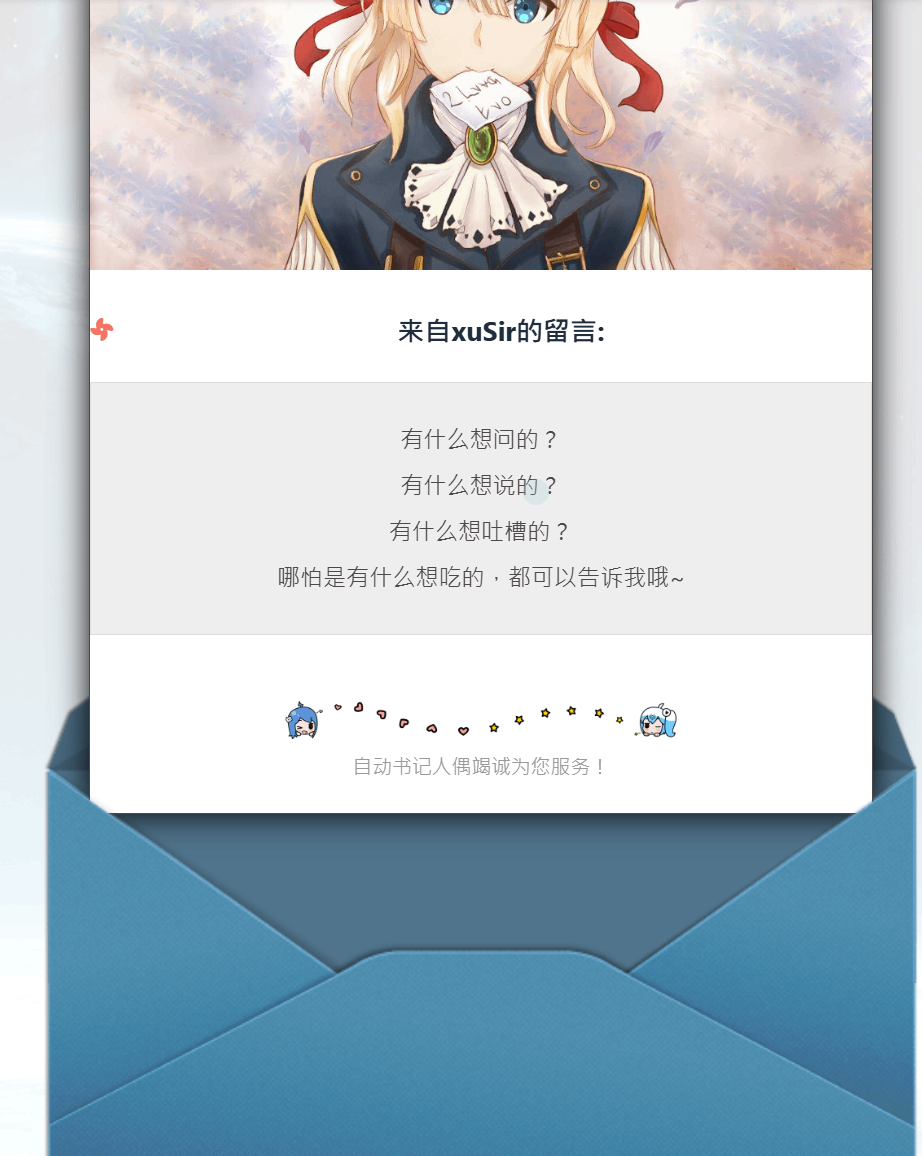 来自xuSir的留言:
有什么想问的？
有什么想说的？
有什么想吐槽的？
哪怕是有什么想吃的，都可以告诉我哦~
自动书记人偶竭诚为您服务！